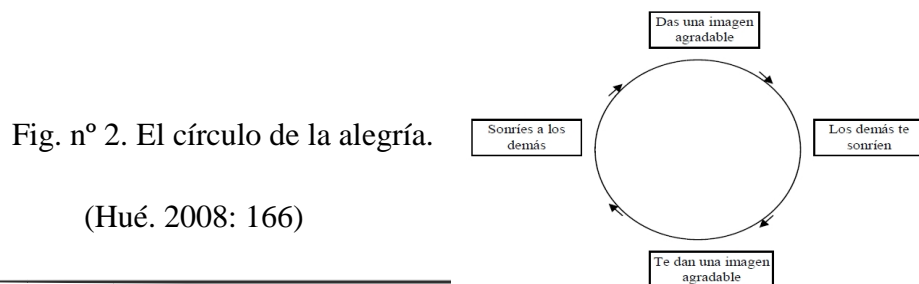 Fig. nº 2. El círculo de la alegría.
(Hué. 2008: 166)
Das una imagen
agradable
Sonríes a los
demás
Los demás te
sonríen
Te dan una imagen
agradable